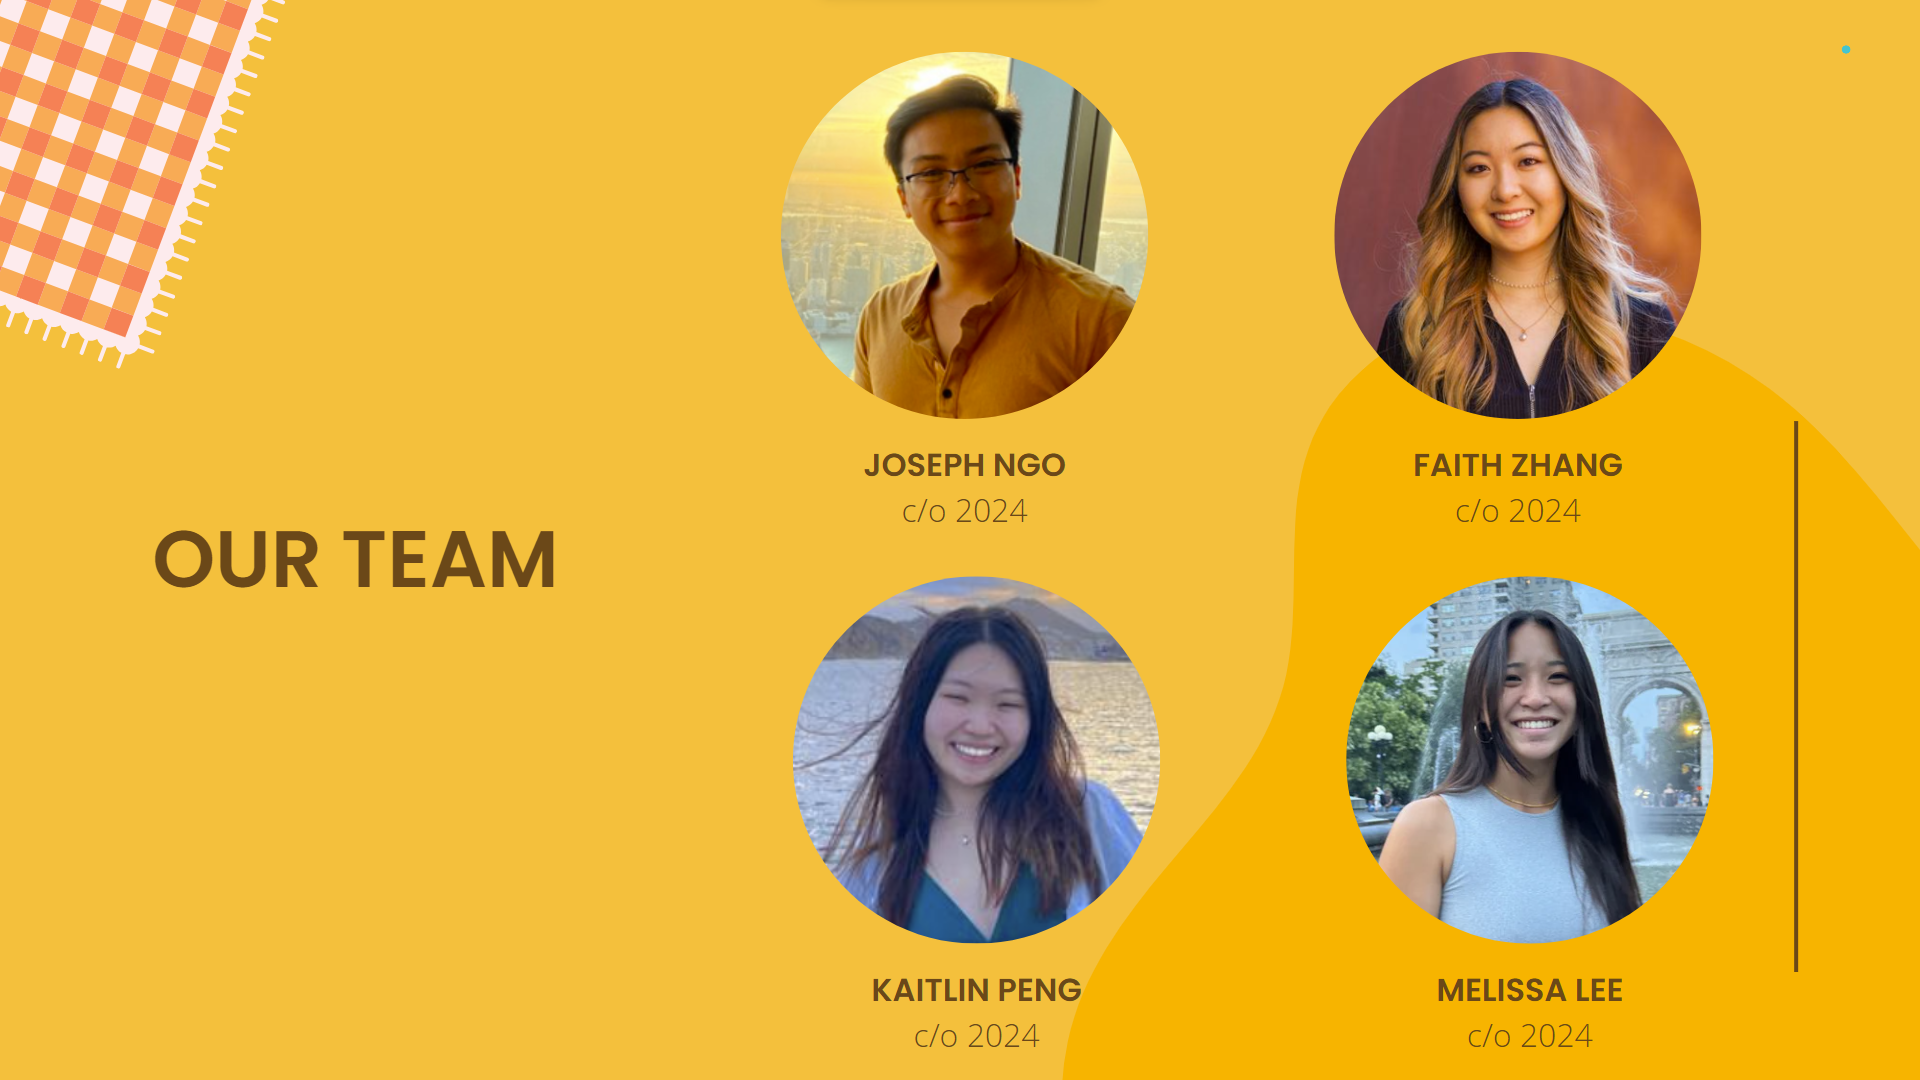 OUR TEAM
JOSEPH NGO
c/o 2024
FAITH ZHANG
c/o 2024
KAITLIN PENG
c/o 2024
MELISSA LEE
c/o 2024